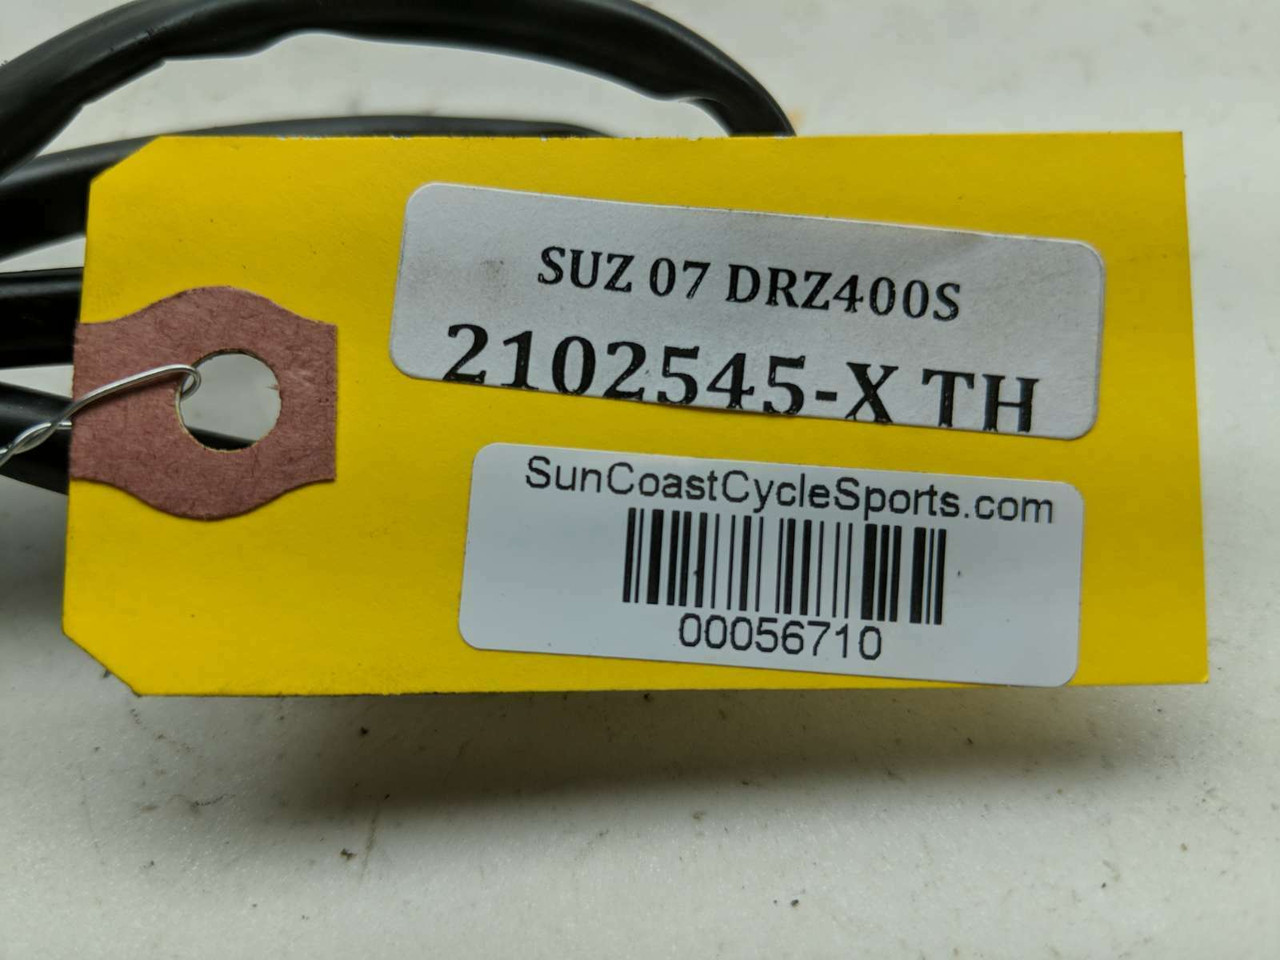 SUZ 07 DRZ400S
2102545-X TH
SunCoastCycleSports.com
00056710